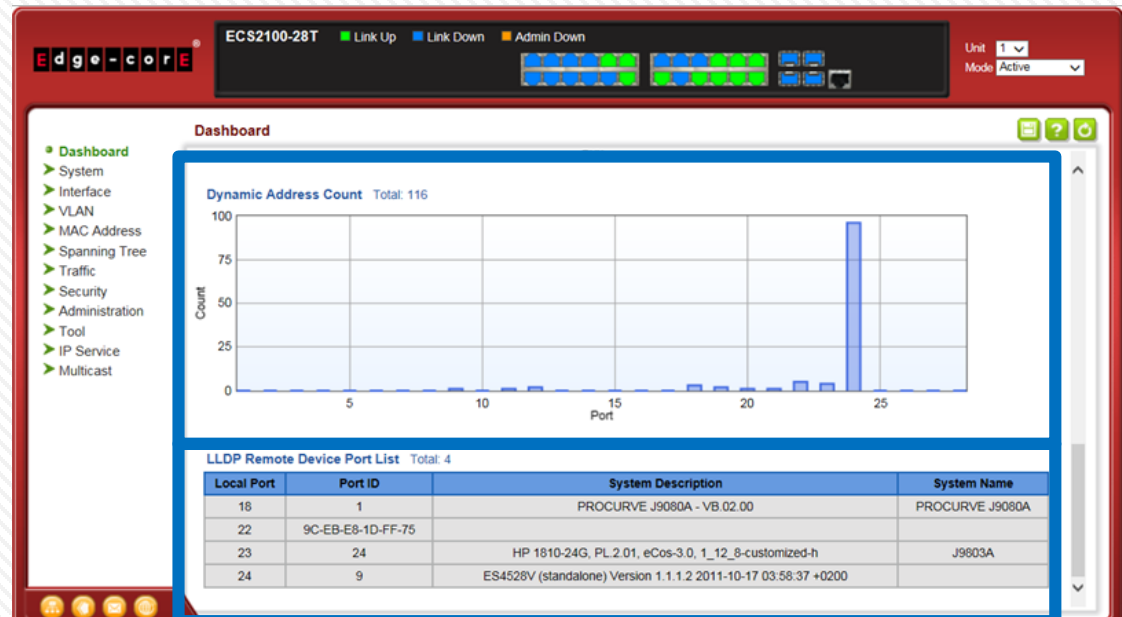 Edge-corE®
ECS2100-28T Link Up Link Down Admin Down
Unit 1
Mode Active
Dashboard
Dashboard
System
Interface
VLAN
MAC Address
Spanning Tree
Traffic
Security
Administration
Tool
IP Service
Multicast
Dynamic Address Count Total: 116
100
75
50
25
0
Count
5 10 15 20 25
Port
LLDP Remote Device Port List Total: 4
Local Port Port ID System Description System Name
18 1 PROCURVE J9080A - VB.02.00 PROCURVE J9080A
22 9C-EB-E8-1D-FF-75
23 24 HP 1810-24G, PL.2.01, eCos-3.0, 1_12_8-customized-h J9803A
24 9 ES4528V (standalone) Version 1.1.1.2 2011-10-17 03:58:37 +0200